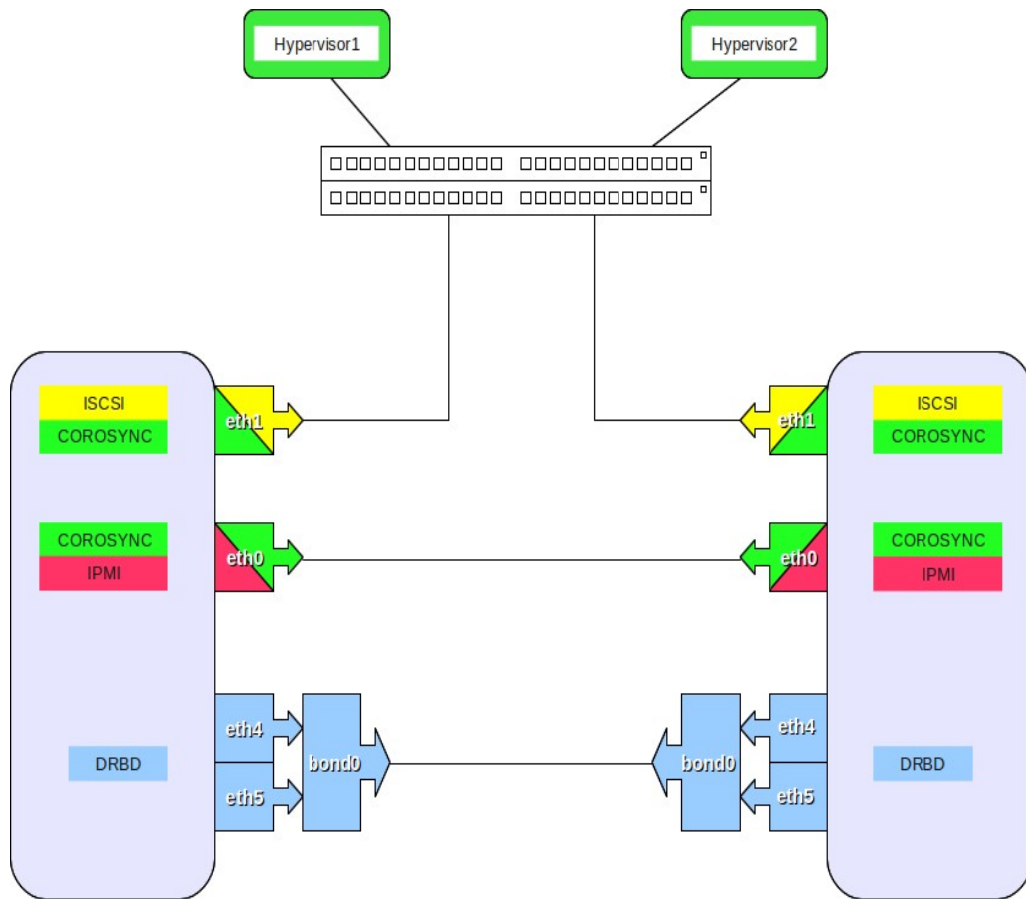 Hypervisor1
Hypervisor2
ISCSI
COROSYNC
eth1
eth1
ISCSI
COROSYNC
COROSYNC
IPMI
eth0
eth0
COROSYNC
IPMI
DRBD
eth4
eth5
bond0
bond0
eth4
eth5
DRBD